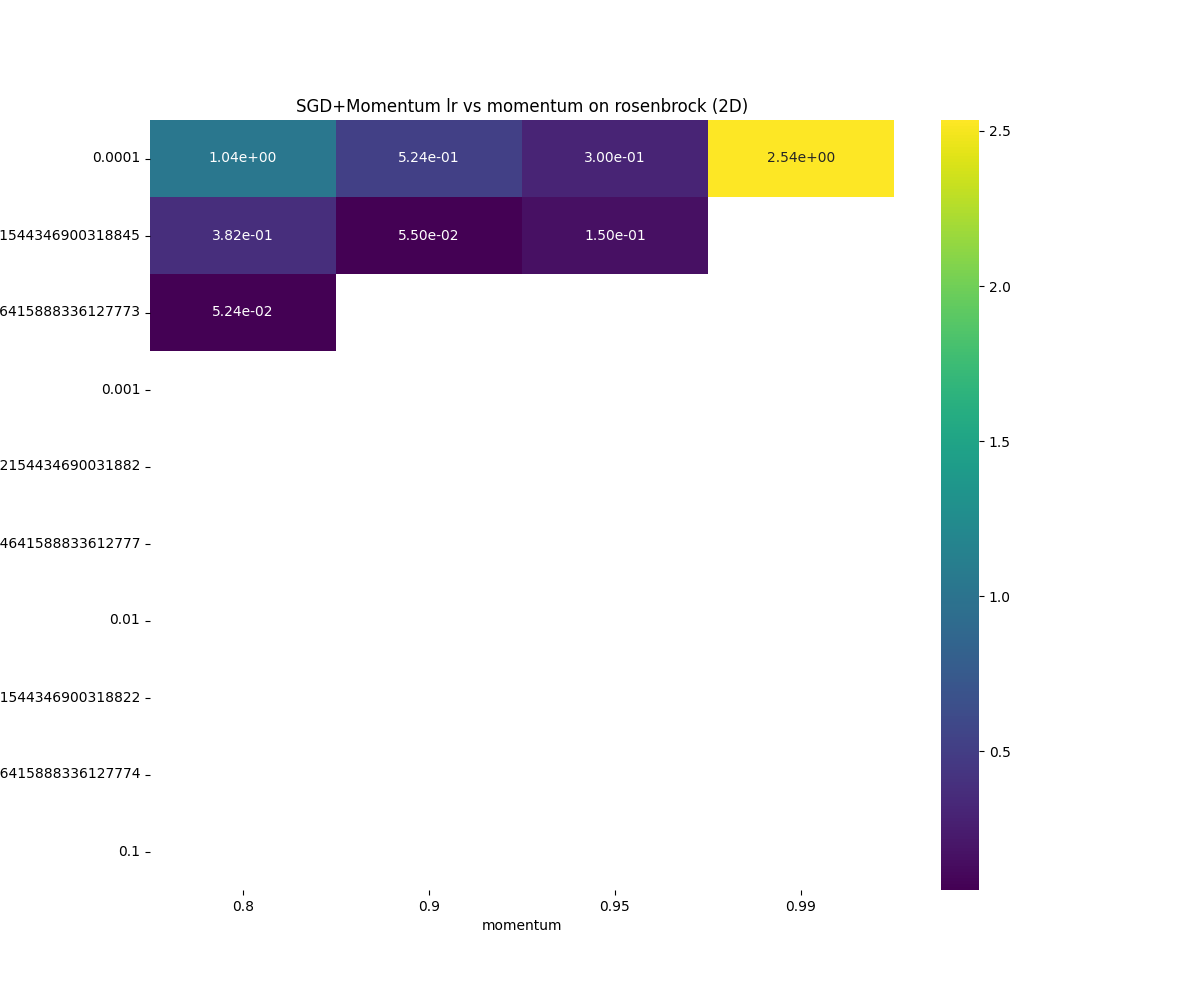 SGD+Momentum lr vs momentum on rosenbrock (2D)
0.0001
1.04e+00 5.24e-01 3.00e-01 2.54e+00
1544346900318845
3.82e-01 5.50e-02 1.50e-01
6415888336127773
5.24e-02
0.001
2154434690031882
4641588833612777
0.01
1544346900318822
6415888336127774
0.1
0.8 0.9 0.95 0.99
momentum
2.5
2.0
1.5
1.0
0.5